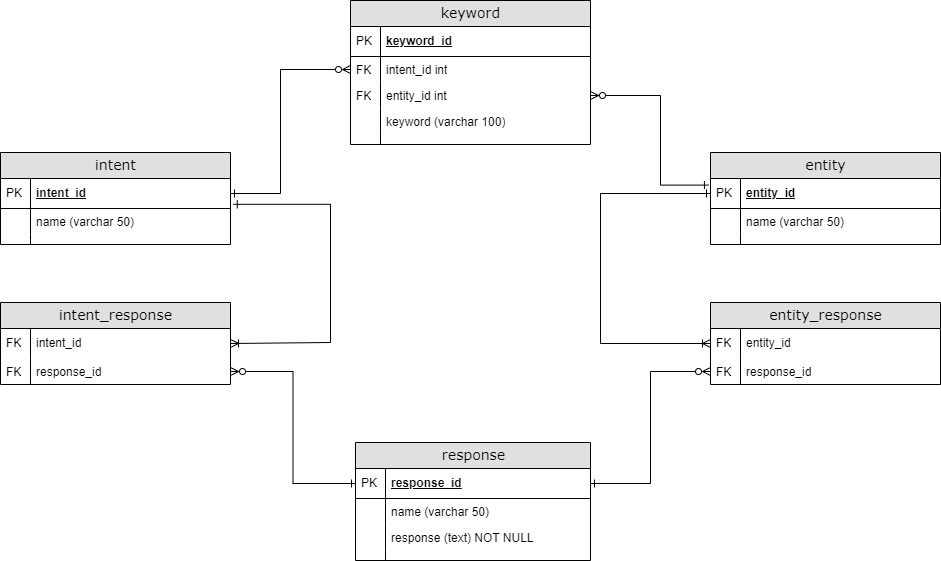 keyword
PK keyword_id
FK intent_id int
FK entity_id int
keyword (varchar 100)
intent
PK intent_id
name (varchar 50)
entity
PK entity_id
name (varchar 50)
intent_response
FK intent_id
FK response_id
entity_response
FK entity_id
FK response_id
response
PK response_id
name (varchar 50)
response (text) NOT NULL